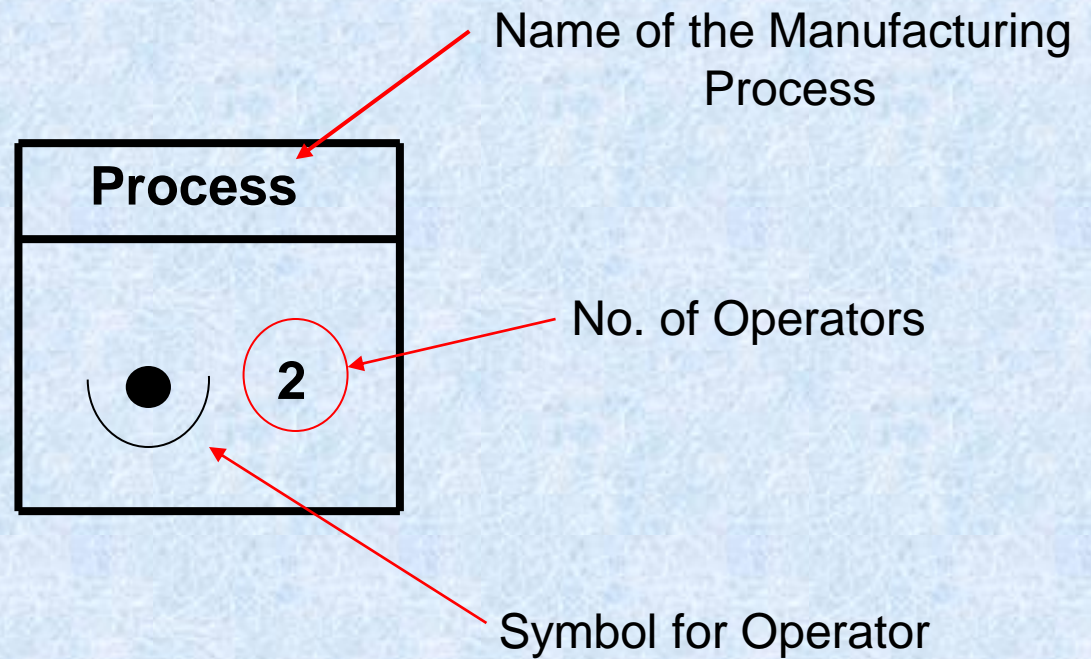 Name of the Manufacturing
Process
Process
No. of Operators
2
Symbol for Operator